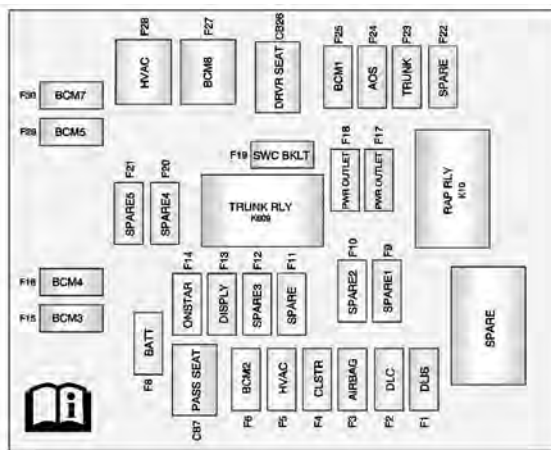 F28
F27
CB26
F25
F24
F23
F22
HVAC
BCM8
DRVR SEAT
BCM1
AOS
TRUNK
SPARE
F30 BCM7
F29 BCM5
F19 SWC BKLT
F18
F17
PWR OUTLET
PWR OUTLET
RAP RLY
K10
F21
F20
SPARE5
SPARE4
TRUNK RLY
K609
F14
F13
F12
F11
F10
F9
ONSTAR
DISPLY
SPARE3
SPARE
SPARE2
SPARE1
F16 BCM4
F15 BCM3
BATT
F8
SPARE
PASS SEAT
BCM2
HVAC
CLSTR
AIRBAG
DLC
DLIS
CB7
F6
F5
F4
F3
F2
F1
i